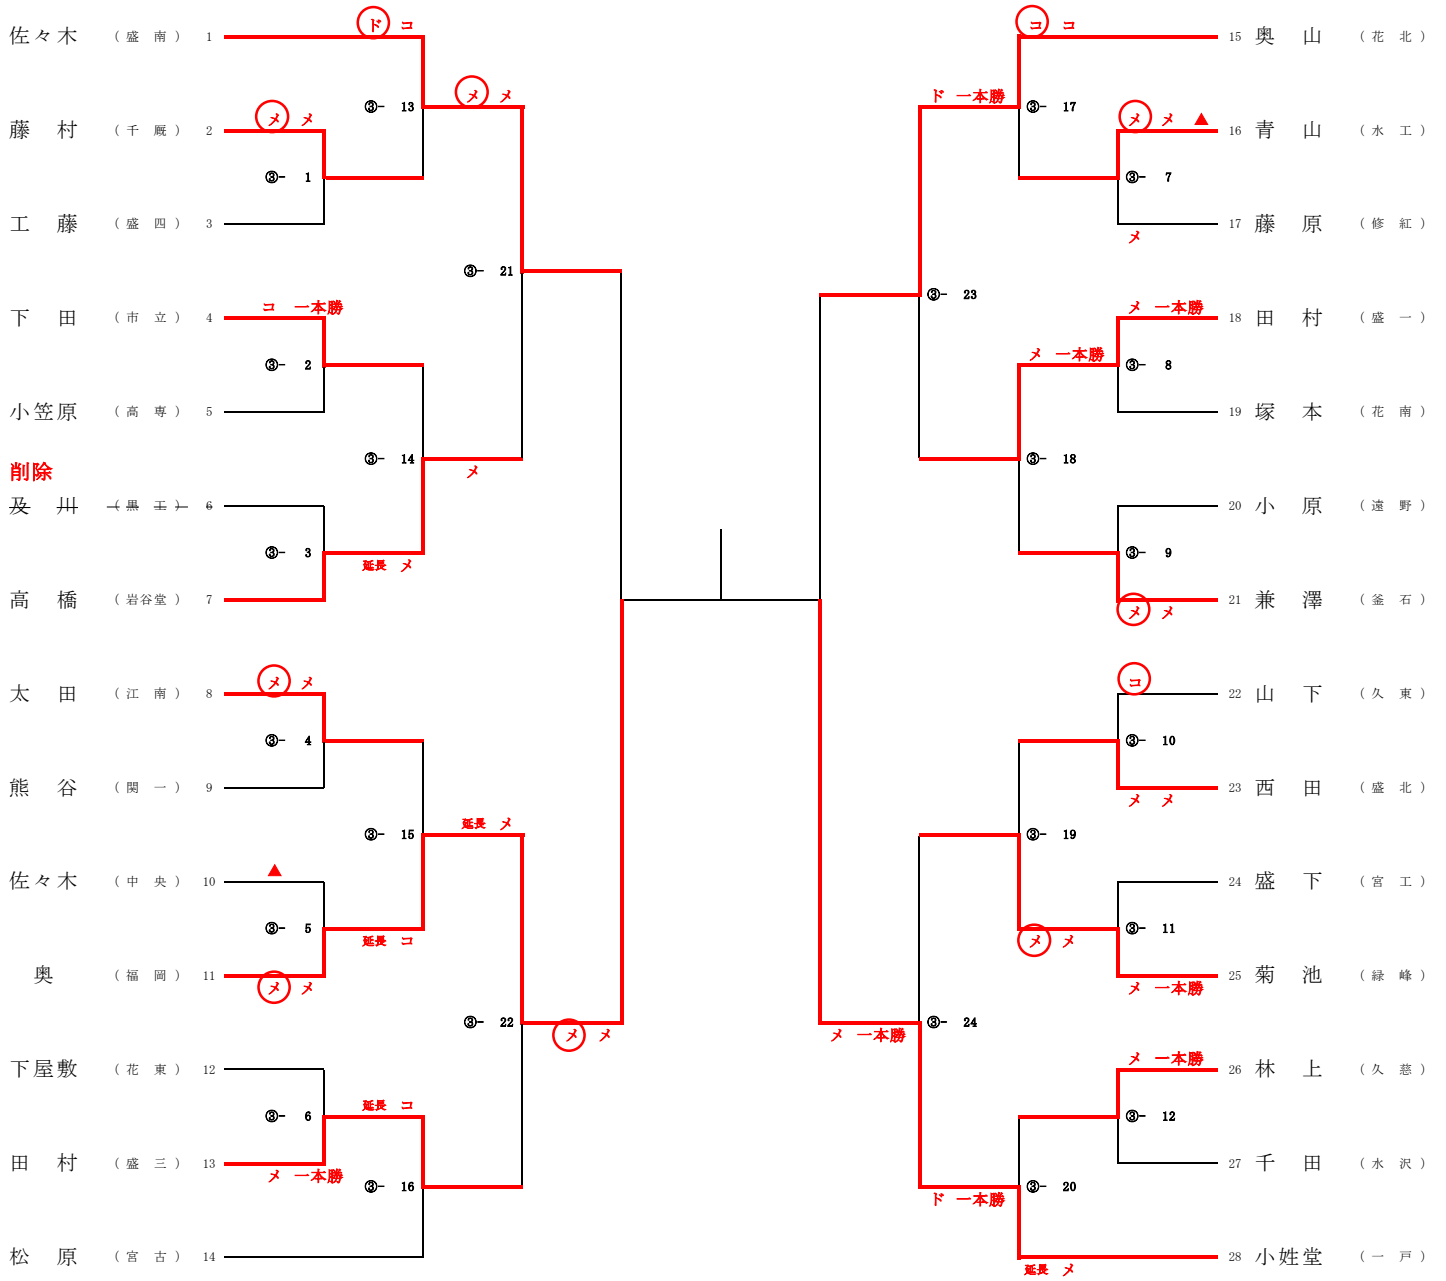 佐々木 （ 盛 南 ） 1
ド コ
③- 13
メ メ
藤 村 （ 千 厩 ） 2
メ メ
③- 1
工 藤 （ 盛 四 ） 3
③- 21
下 田 （ 市 立 ） 4
コ 一本勝
③- 2
小笠原 （ 高 専 ） 5
③- 14
メ
削除
及 川 （ 黒 工 ） 6
③- 3
延長 メ
高 橋 （ 岩谷堂 ） 7
太 田 （ 江 南 ） 8
メ メ
③- 4
熊 谷 （ 関 一 ） 9
③- 15
延長 メ
佐々木 （ 中 央 ） 10
▲
③- 5
延長 コ
奥 （ 福 岡 ） 11
メ メ
③- 22
メ メ
下屋敷 （ 花 東 ） 12
③- 6
延長 コ
田 村 （ 盛 三 ） 13
メ 一本勝
③- 16
松 原 （ 宮 古 ） 14
コ コ
15 奥 山 （ 花 北 ）
ド 一本勝
③- 17
メ メ ▲
16 青 山 （ 水 工 ）
③- 7
17 藤 原 （ 修 紅 ）
メ
③- 23
メ 一本勝
18 田 村 （ 盛 一 ）
メ 一本勝
③- 8
19 塚 本 （ 花 南 ）
③- 18
20 小 原 （ 遠 野 ）
③- 9
21 兼 澤 （ 釜 石 ）
メ メ
コ
22 山 下 （ 久 東 ）
③- 10
23 西 田 （ 盛 北 ）
メ メ
③- 19
24 盛 下 （ 宮 工 ）
③- 11
メ メ
25 菊 池 （ 緑 峰 ）
メ 一本勝
③- 24
メ 一本勝
メ 一本勝
26 林 上 （ 久 慈 ）
③- 12
27 千 田 （ 水 沢 ）
③- 20
ド 一本勝
28 小姓堂 （ 一 戸 ）
延長 メ